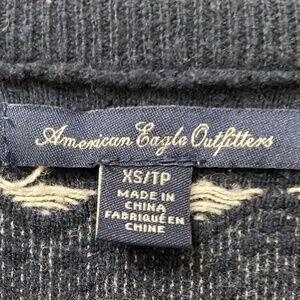 American Eagle Outfitters
XS/TP
MADE IN
CHINA
FABRIQUÉ EN
CHINE